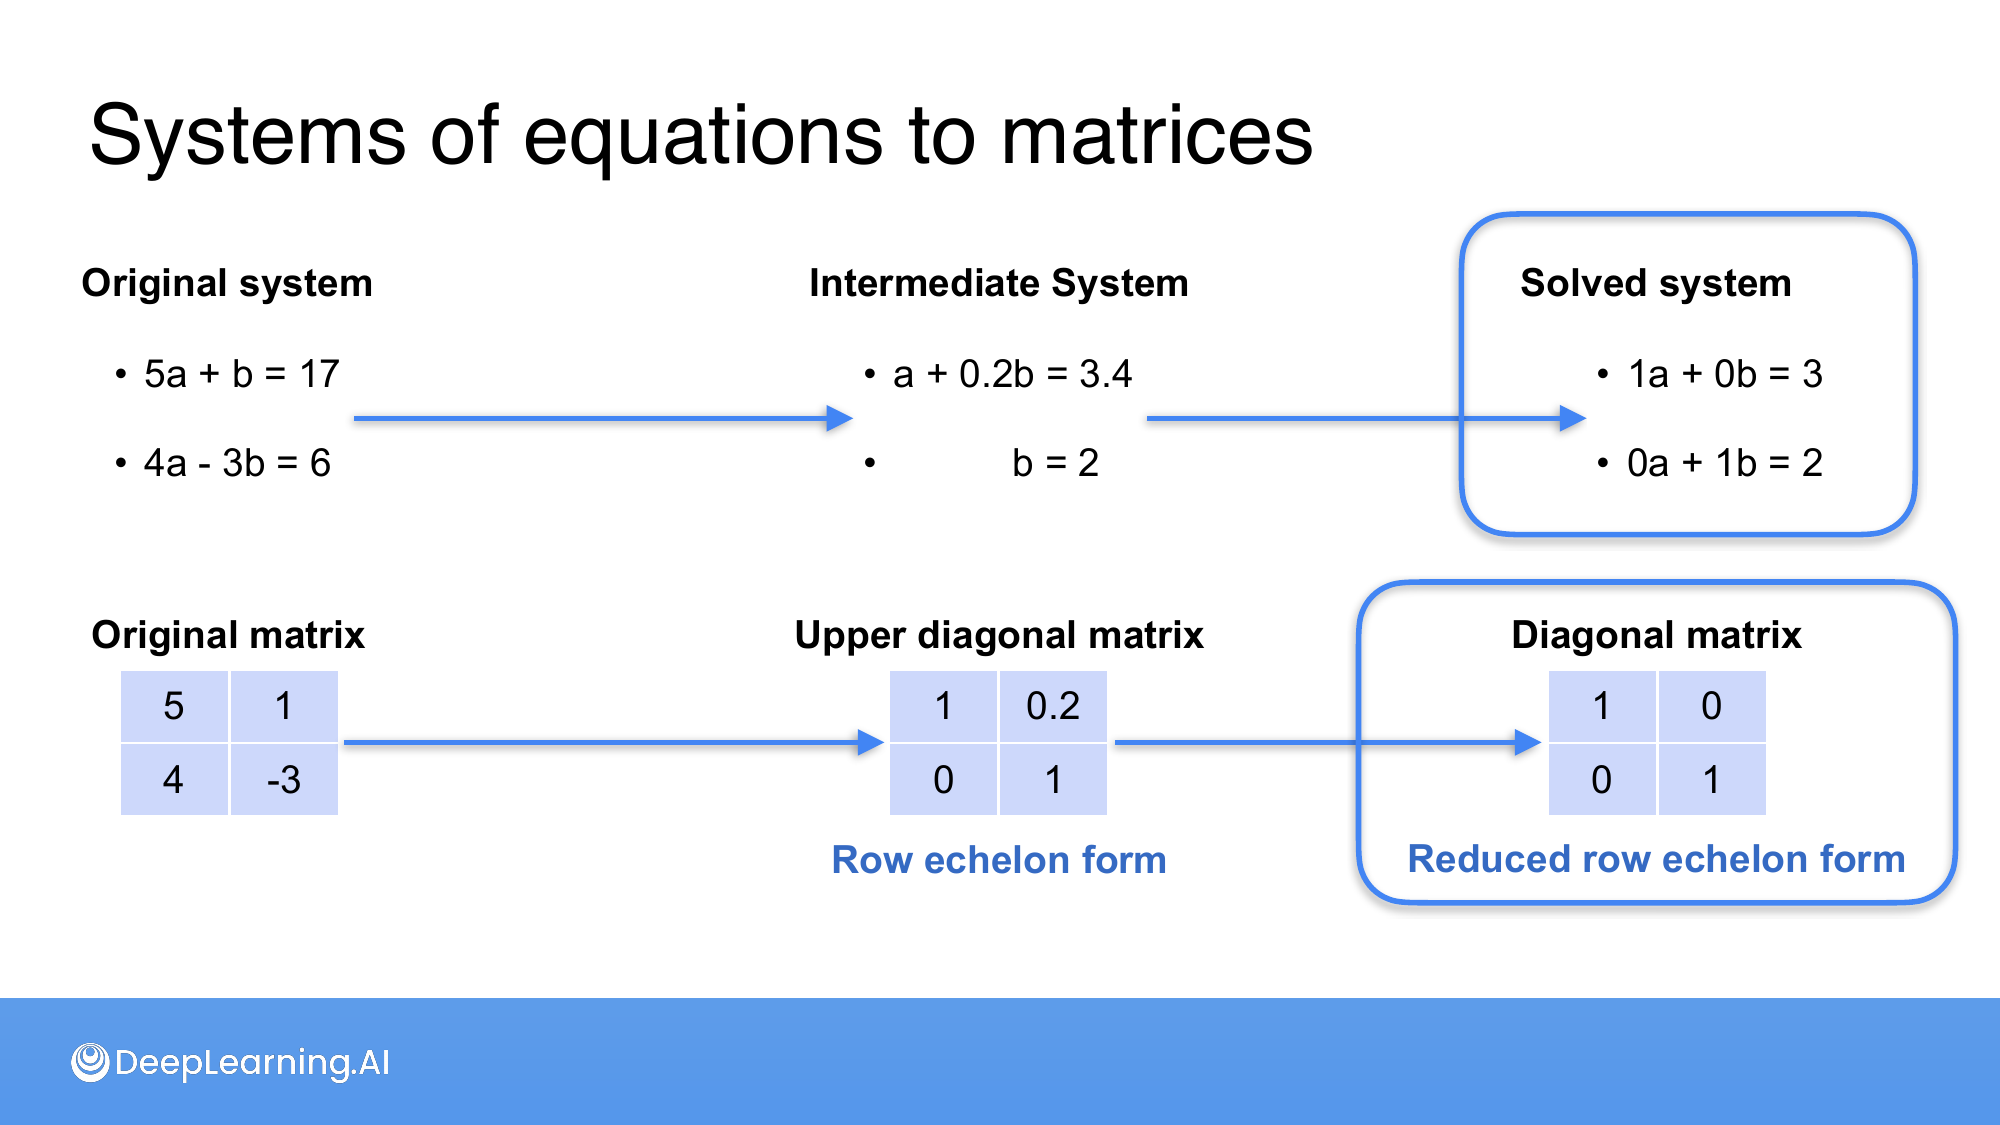 Systems of equations to matrices
Original system
Intermediate System
Solved system
• 5a + b = 17
• a + 0.2b = 3.4
• 1a + 0b = 3
• 4a - 3b = 6
• b = 2
• 0a + 1b = 2
Original matrix
Upper diagonal matrix
Diagonal matrix
5 1
1 0.2
1 0
4 -3
0 1
0 1
Row echelon form
Reduced row echelon form
DeepLearning.AI